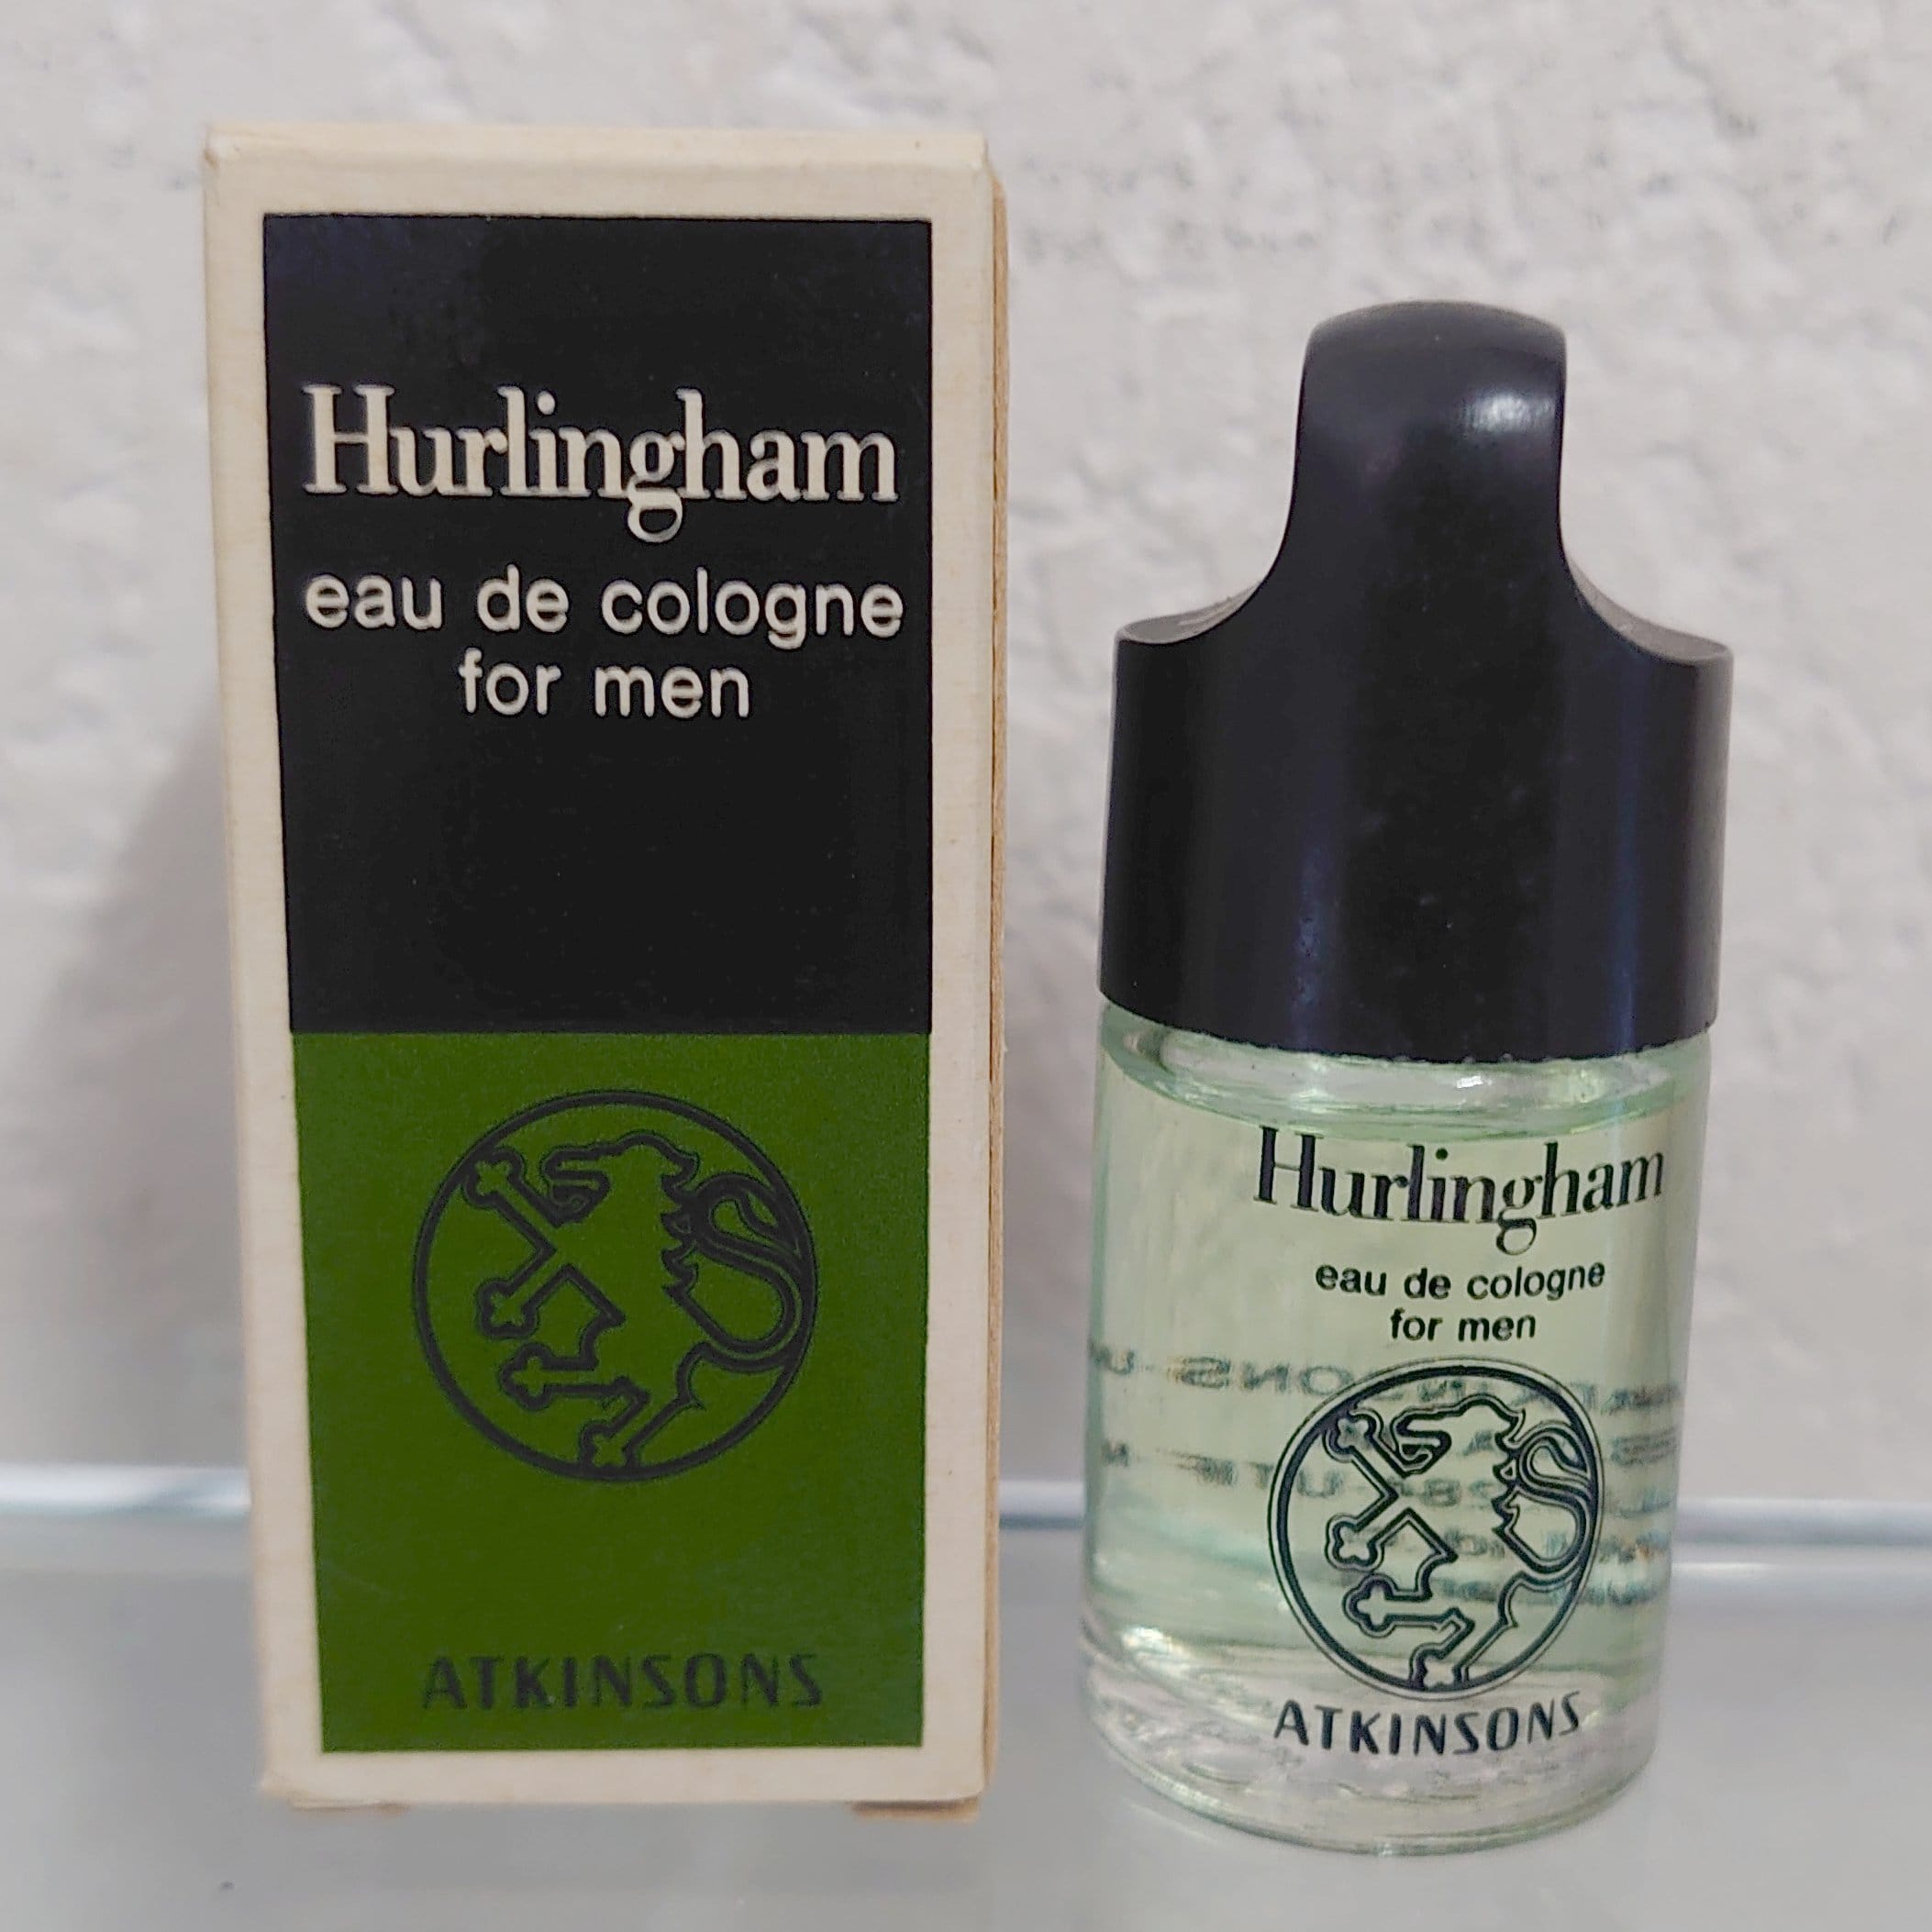 Hurlingham
eau de cologne
for men
ATKINSONS
Hurlingham
eau de cologne
for men
ATKINSONS